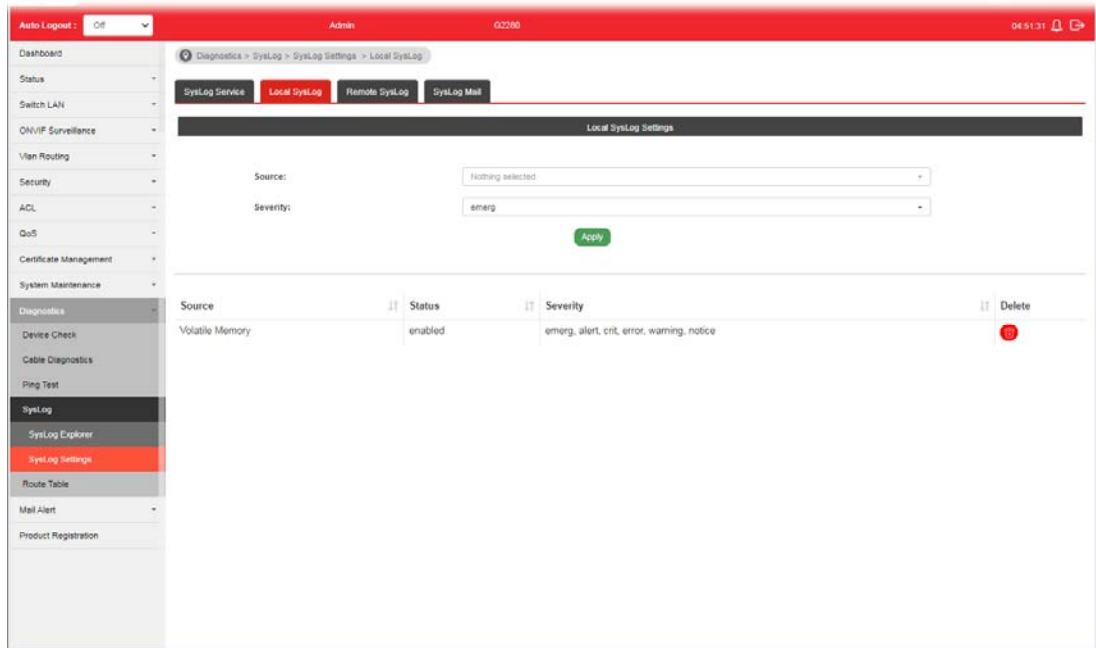 Auto Logout : Off Admin G2280 04:51:31
Dashboard
Status
Switch LAN
ONVIF Surveillance
Vlan Routing
Security
ACL
QoS
Certificate Management
System Maintenance
Diagnostics
Device Check
Cable Diagnostics
Ping Test
SysLog
SysLog Explorer
SysLog Settings
Route Table
Mail Alert
Product Registration
Diagnostics > SysLog > SysLog Settings > Local SysLog
SysLog Service Local SysLog Remote SysLog SysLog Mail
Local SysLog Settings
Source: Nothing selected
Severity: emerg
Apply
Source Status Severity Delete
Volatile Memory enabled emerg, alert, crit, error, warning, notice